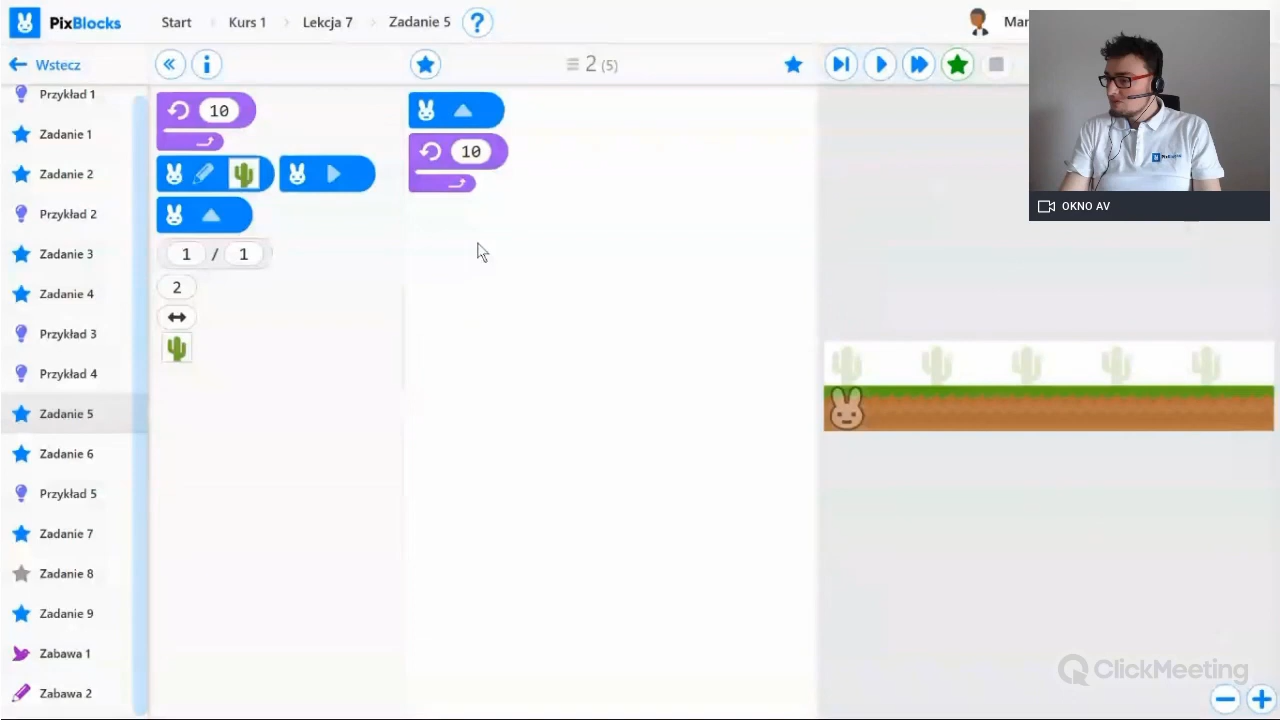 PixBlocks Start Kurs 1 Lekcja 7 Zadanie 5 ? Mar
Wstecz
2 (5)
Przykład 1
Zadanie 1
Zadanie 2
Przykład 2
Zadanie 3
Zadanie 4
Przykład 3
Przykład 4
Zadanie 5
Zadanie 6
Przykład 5
Zadanie 7
Zadanie 8
Zadanie 9
Zabawa 1
Zabawa 2
10
1 / 1
2
10
OKNO AV
ClickMeeting